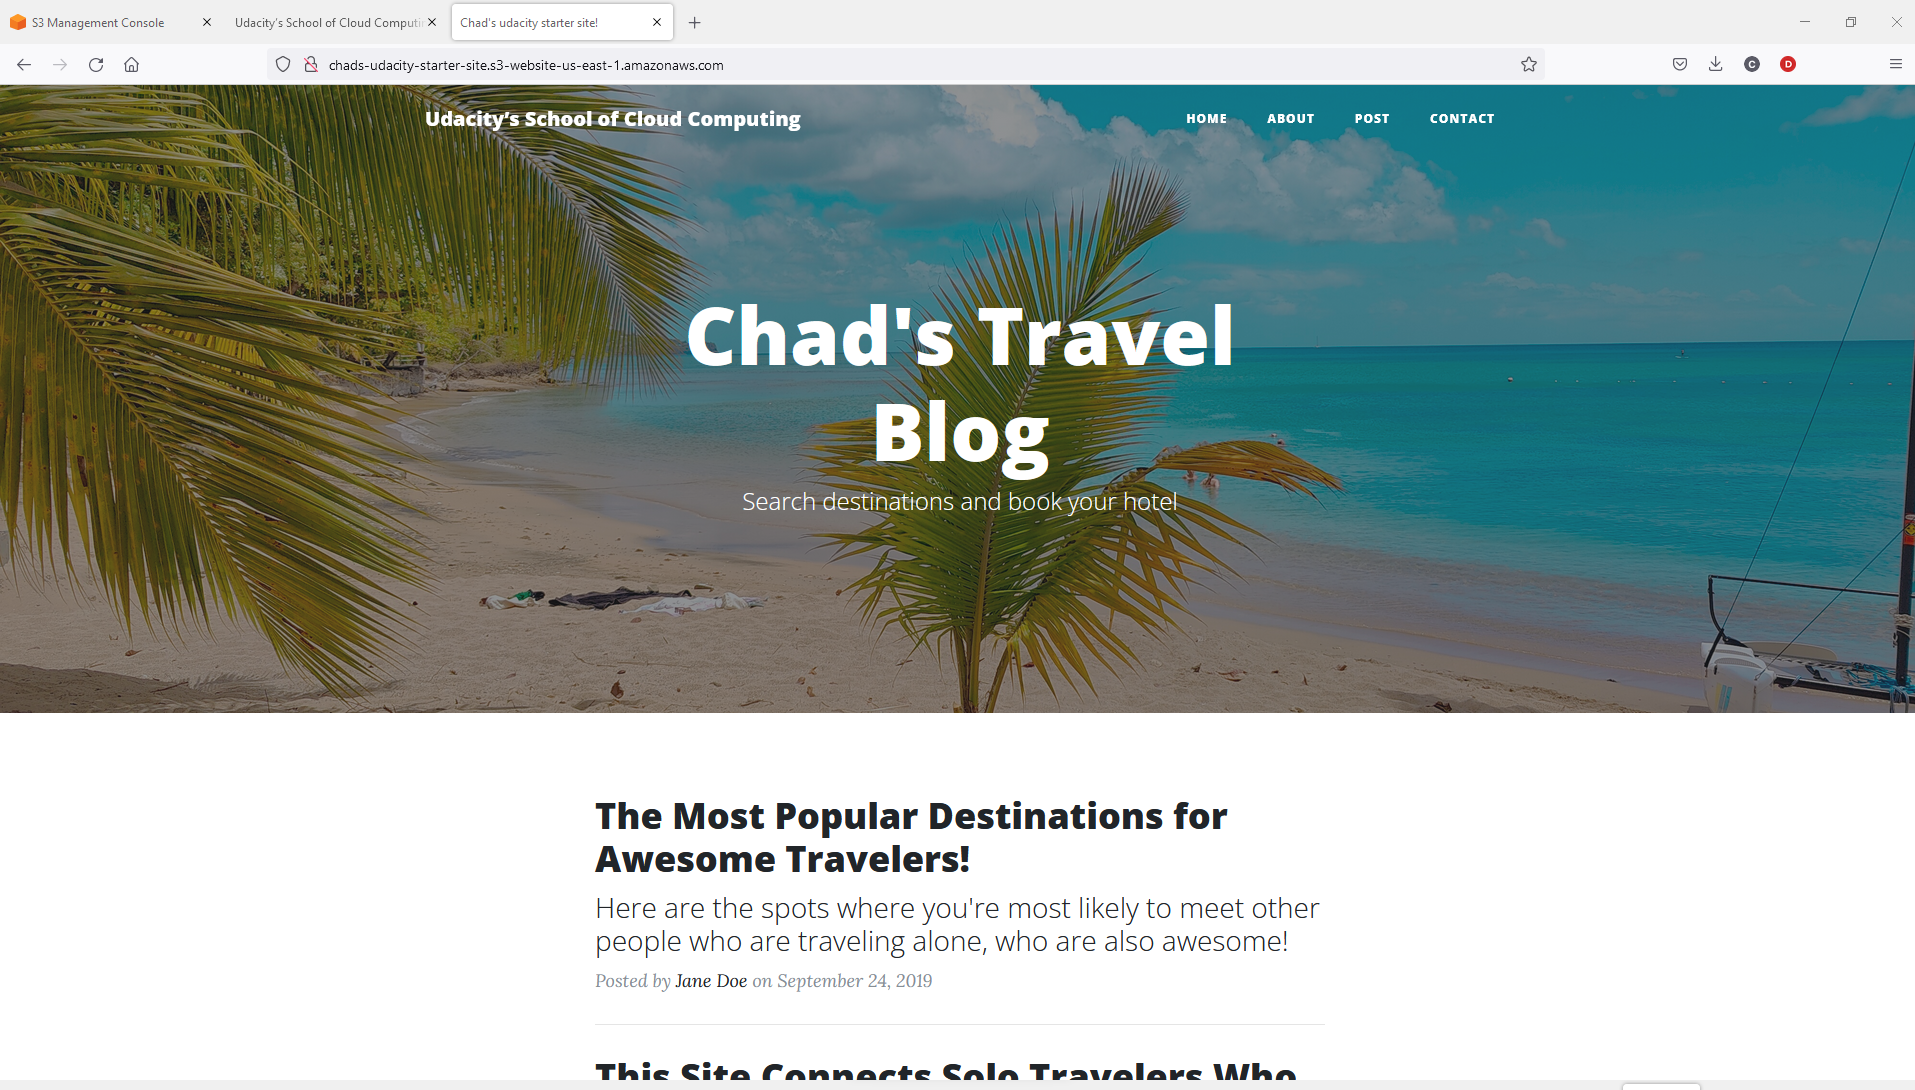 S3 Management Console
Udacity’s School of Cloud Computi
Chad's udacity starter site!
chads-udacity-starter-site.s3-website-us-east-1.amazonaws.com
C
D
Udacity’s School of Cloud Computing
HOME
ABOUT
POST
CONTACT
Chad's Travel
Blog
Search destinations and book your hotel
The Most Popular Destinations for
Awesome Travelers!
Here are the spots where you're most likely to meet other
people who are traveling alone, who are also awesome!
Posted by Jane Doe on September 24, 2019
This Site Connects Solo Travelers Who